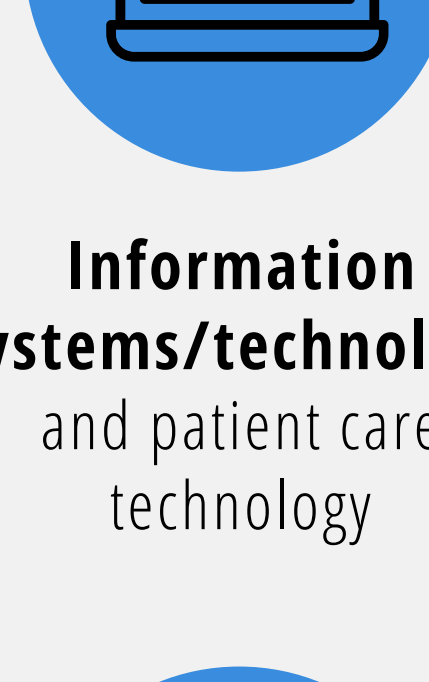 Information
ystems/technol
and patient care
technology